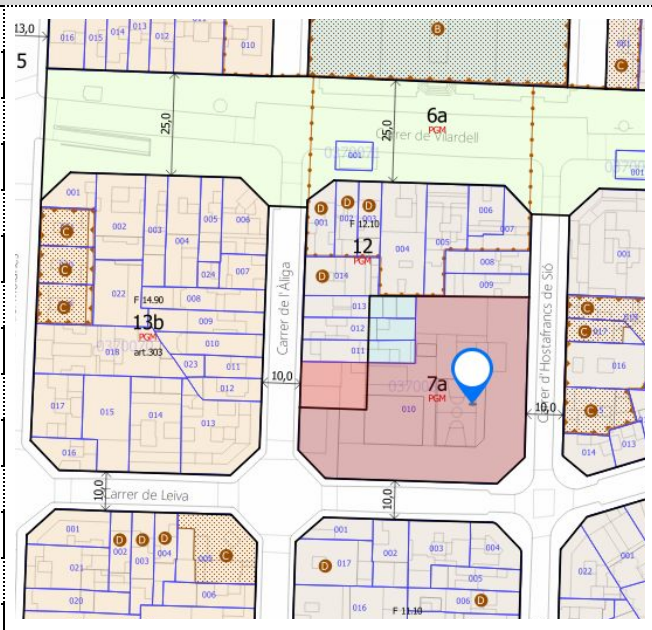 13,0
016
015
014
013
012
010
B
001
C
5
25,0
25,0
6a
PGM
Carrer de Vilardell
001
001
001
C
C
C
002
003
004
005
006
024
007
022
F 14.90
008
009
13b
PGM
art.303
018
010
023
011
012
017
015
014
013
016
Carrer de l'Àliga
10,0
D
D
D
001
002
003
F 12.10
12
PGM
004
005
006
007
008
009
D
014
013
012
011
7a
PGM
010
Carrer d'Hostafrancs de Sió
10,0
001
C
C
017
016
C
014
013
10,0
Carrer de Leiva
10,0
001
D
D
D
002
003
004
005
C
021
020
006
001
D
017
002
003
004
005
016
F 11.10
006
D
022
001